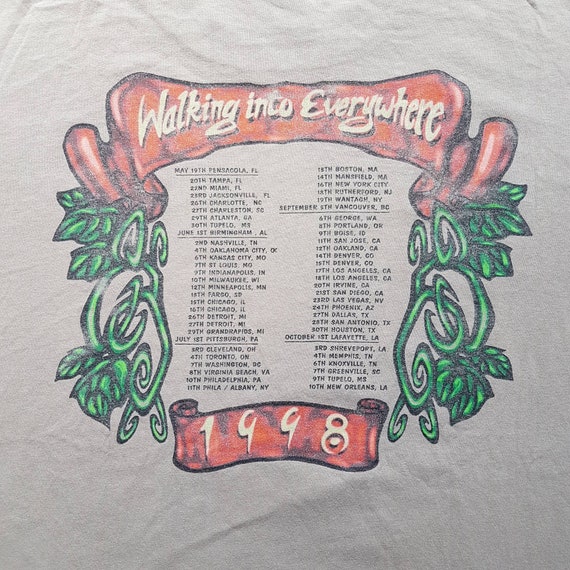 Walking into Everywhere
MAY 19TH PENSACOLA, FL
20TH TAMPA, FL
22ND MIAMI, FL
23RD JACKSONVILLE, FL
26TH CHARLOTTE, NC
27TH CHARLESTON, SC
29TH ATLANTA, GA
30TH TUPELO, MS
JUNE 1ST BIRMINGHAM, AL
2ND NASHVILLE, TN
4TH OKLAHOMA CITY, OK
6TH KANSAS CITY, MO
7TH ST LOUIS, MO
9TH INDIANAPOLIS, IN
10TH MILWAUKEE, WI
12TH MINNEAPOLIS, MN
13TH FARGO, SD
15TH CHICAGO, IL
16TH CHICAGO, IL
26TH DETROIT, MI
27TH DETROIT, MI
29TH GRANDRAPIDS, MI
JULY 1ST PITTSBURGH, PA
3RD CLEVELAND, OH
4TH TORONTO, ON
7TH WASHINGTON, DC
8TH VIRGINIA BEACH, VA
10TH PHILADELPHIA, PA
11TH PHILA / ALBANY, NY
13TH BOSTON, MA
14TH MANSFIELD, MA
16TH NEW YORK CITY
18TH RUTHERFORD, NJ
19TH WANTAGH, NY
SEPTEMBER 5TH VANCOUVER, BC
6TH GEORGE, WA
8TH PORTLAND, OR
9TH BOISE, ID
11TH SAN JOSE, CA
12TH OAKLAND, CA
14TH DENVER, CO
15TH DENVER, CO
17TH LOS ANGELES, CA
18TH LOS ANGELES, CA
20TH IRVINE, CA
21ST SAN DIEGO, CA
23RD LAS VEGAS, NV
24TH PHOENIX, AZ
27TH DALLAS, TX
28TH SAN ANTONIO, TX
30TH HOUSTON, TX
OCTOBER 1ST LAFAYETTE, LA
3RD SHREVEPORT, LA
4TH MEMPHIS, TN
6TH KNOXVILLE, TN
7TH GREENVILLE, SC
9TH TUPELO, MS
10TH NEW ORLEANS, LA
1998